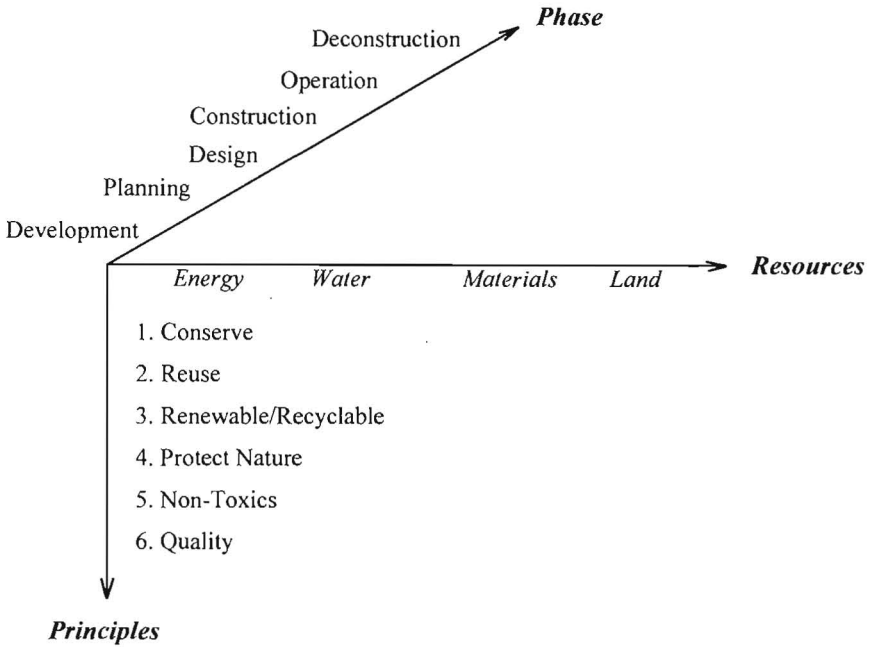 Phase
Deconstruction
Operation
Construction
Design
Planning
Development
Resources
Energy Water Materials Land
1. Conserve
2. Reuse
3. Renewable/Recyclable
4. Protect Nature
5. Non-Toxics
6. Quality
Principles